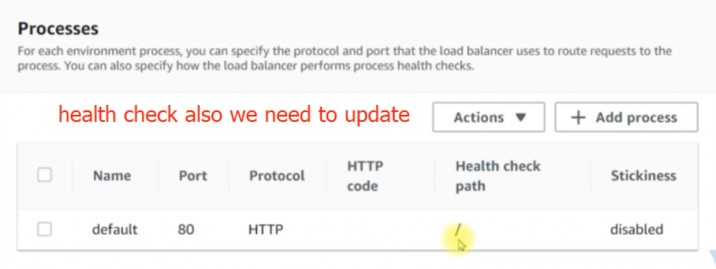 Processes
For each environment process, you can specify the protocol and port that the load balancer uses to route requests to the
process. You can also specify how the load balancer performs process health checks.
health check also we need to update
Actions ▼
+ Add process
Name Port Protocol HTTP code Health check path Stickiness
default 80 HTTP / disabled